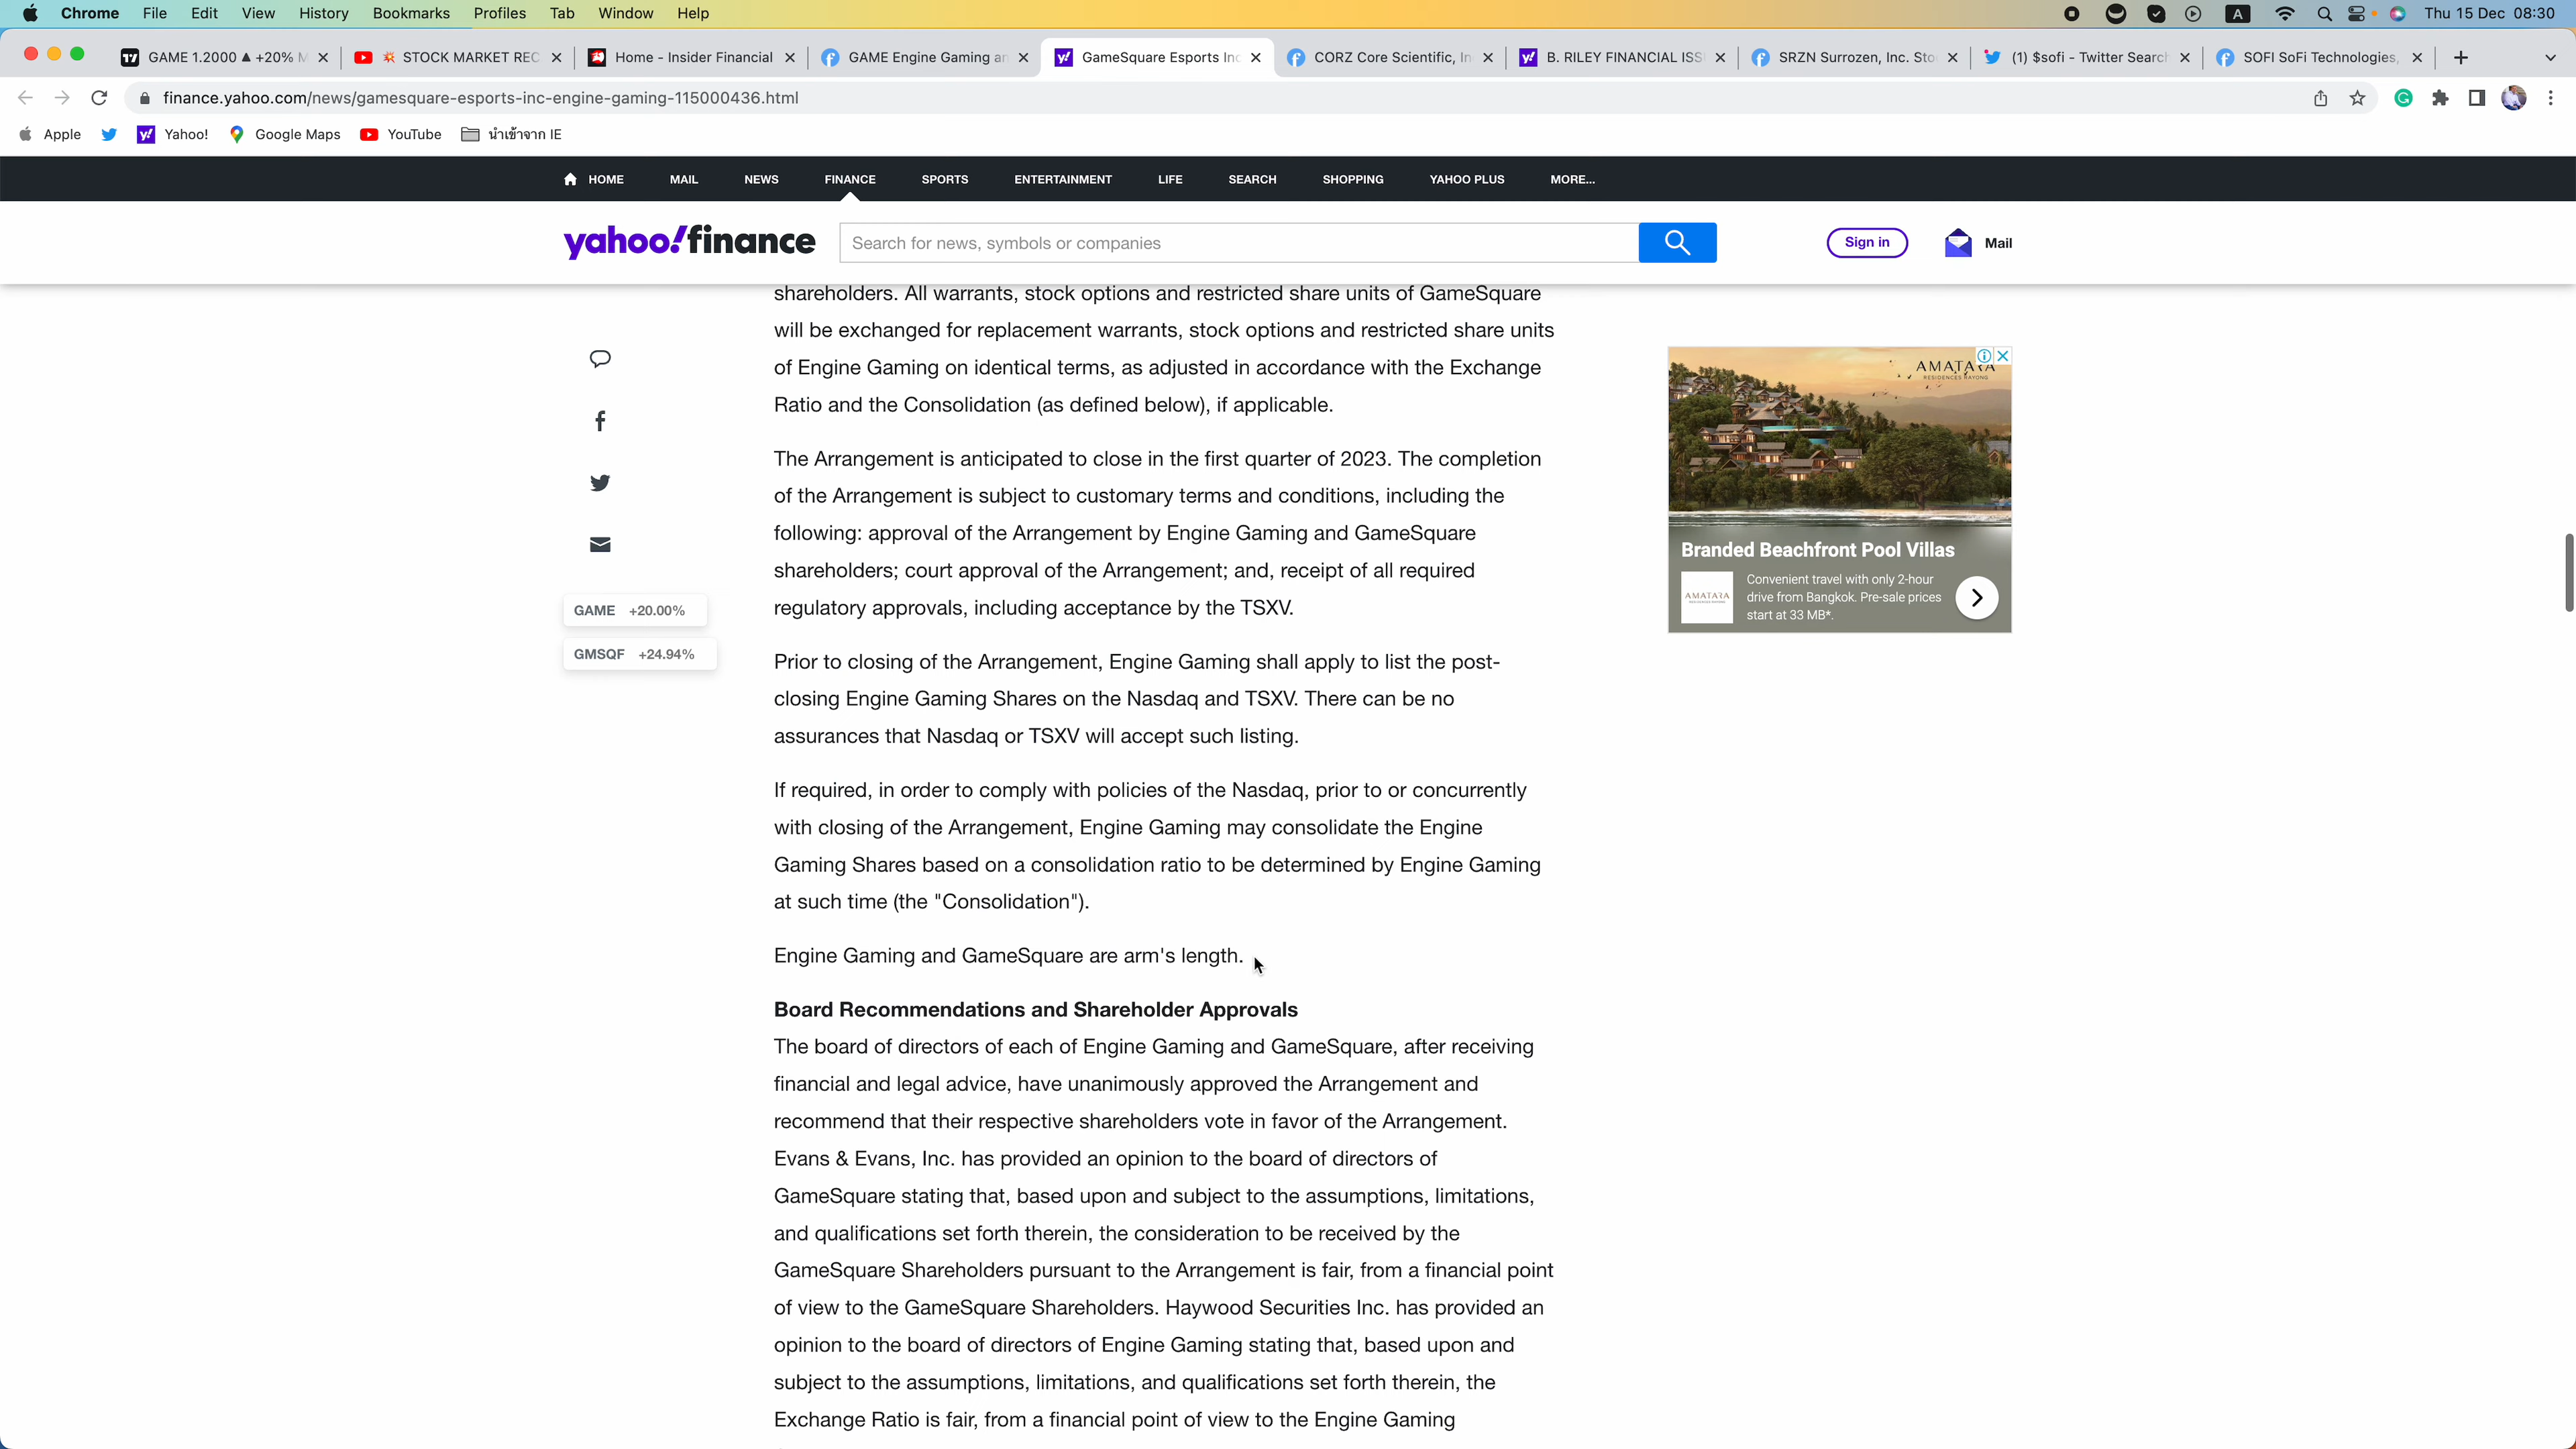 Chrome File Edit View History Bookmarks Profiles Tab Window Help A Thu 15 Dec 08:30
GAME 1.2000 ▲ +20% STOCK MARKET REC Home - Insider Financial GAME Engine Gaming an GameSquare Esports Inc CORZ Core Scientific, In B. RILEY FINANCIAL ISS SRZN Surrozen, Inc. Sto (1) $sofi - Twitter Search SOFI SoFi Technologies,
finance.yahoo.com/news/gamesquare-esports-inc-engine-gaming-115000436.html
Apple Yahoo! Google Maps YouTube นำเข้าจาก IE
HOME MAIL NEWS FINANCE SPORTS ENTERTAINMENT LIFE SEARCH SHOPPING YAHOO PLUS MORE...
yahoo!finance Search for news, symbols or companies Sign in Mail
shareholders. All warrants, stock options and restricted share units of GameSquare
will be exchanged for replacement warrants, stock options and restricted share units
of Engine Gaming on identical terms, as adjusted in accordance with the Exchange
Ratio and the Consolidation (as defined below), if applicable.
The Arrangement is anticipated to close in the first quarter of 2023. The completion
of the Arrangement is subject to customary terms and conditions, including the
following: approval of the Arrangement by Engine Gaming and GameSquare
shareholders; court approval of the Arrangement; and, receipt of all required
regulatory approvals, including acceptance by the TSXV.
Prior to closing of the Arrangement, Engine Gaming shall apply to list the post-
closing Engine Gaming Shares on the Nasdaq and TSXV. There can be no
assurances that Nasdaq or TSXV will accept such listing.
If required, in order to comply with policies of the Nasdaq, prior to or concurrently
with closing of the Arrangement, Engine Gaming may consolidate the Engine
Gaming Shares based on a consolidation ratio to be determined by Engine Gaming
at such time (the "Consolidation").
Engine Gaming and GameSquare are arm's length.
Board Recommendations and Shareholder Approvals
The board of directors of each of Engine Gaming and GameSquare, after receiving
financial and legal advice, have unanimously approved the Arrangement and
recommend that their respective shareholders vote in favor of the Arrangement.
Evans & Evans, Inc. has provided an opinion to the board of directors of
GameSquare stating that, based upon and subject to the assumptions, limitations,
and qualifications set forth therein, the consideration to be received by the
GameSquare Shareholders pursuant to the Arrangement is fair, from a financial point
of view to the GameSquare Shareholders. Haywood Securities Inc. has provided an
opinion to the board of directors of Engine Gaming stating that, based upon and
subject to the assumptions, limitations, and qualifications set forth therein, the
Exchange Ratio is fair, from a financial point of view to the Engine Gaming
GAME +20.00%
GMSQF +24.94%
AMATARA
RESIDENCES RAYONG
Branded Beachfront Pool Villas
AMATARA
Convenient travel with only 2-hour
drive from Bangkok. Pre-sale prices
start at 33 MB*.